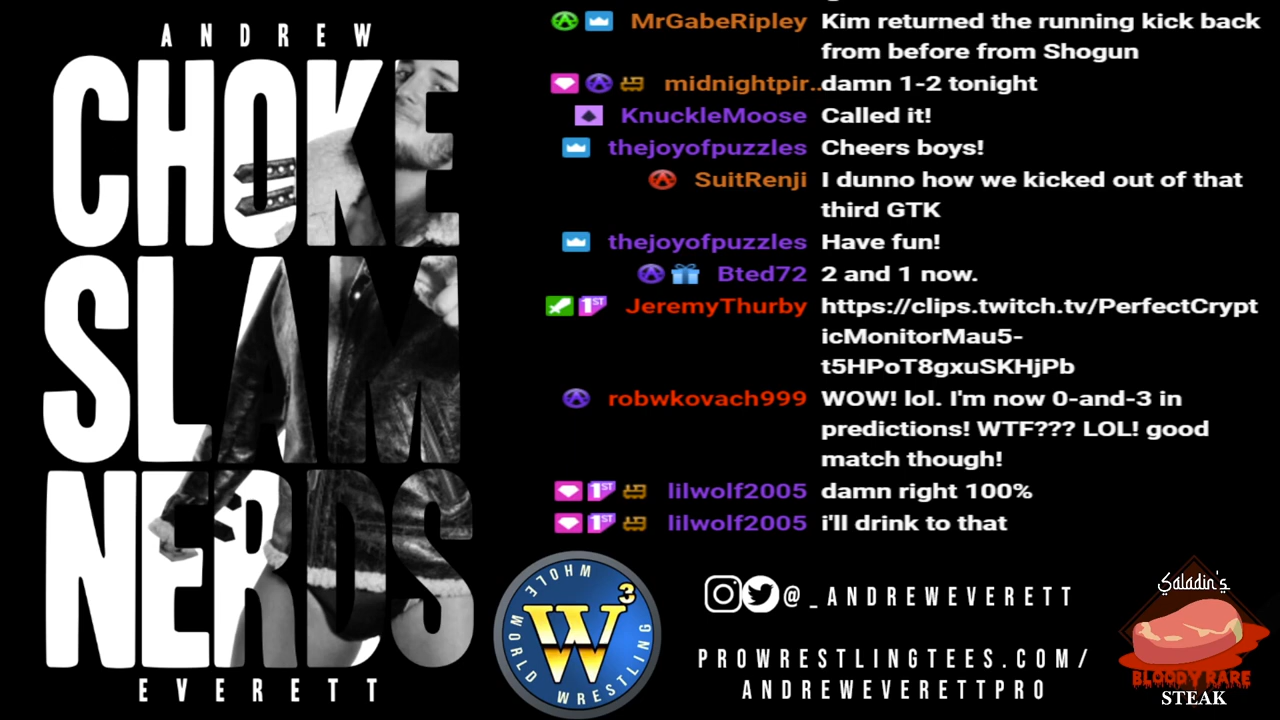 ANDREW
CHOKE
SLAM
NERDS
EVERETT
MrGabeRipley Kim returned the running kick back
from before from Shogun
midnightpir.. damn 1-2 tonight
KnuckleMoose Called it!
thejoyofpuzzles Cheers boys!
SuitRenji I dunno how we kicked out of that
third GTK
thejoyofpuzzles Have fun!
Bted72 2 and 1 now.
1ST JeremyThurby https://clips.twitch.tv/PerfectCrypt
icMonitorMau5-
t5HPoT8gxuSKHjPb
robwkovach999 WOW! lol. I'm now 0-and-3 in
predictions! WTF??? LOL! good
match though!
1ST lilwolf2005 damn right 100%
1ST lilwolf2005 i'll drink to that
WHOLE
W3
WORLD WRESTLING
@_ANDREWEVERETT
PROWRESTLINGTEES.COM/
ANDREWEVERETTPRO
Saladin's
BLOODY RARE
STEAK